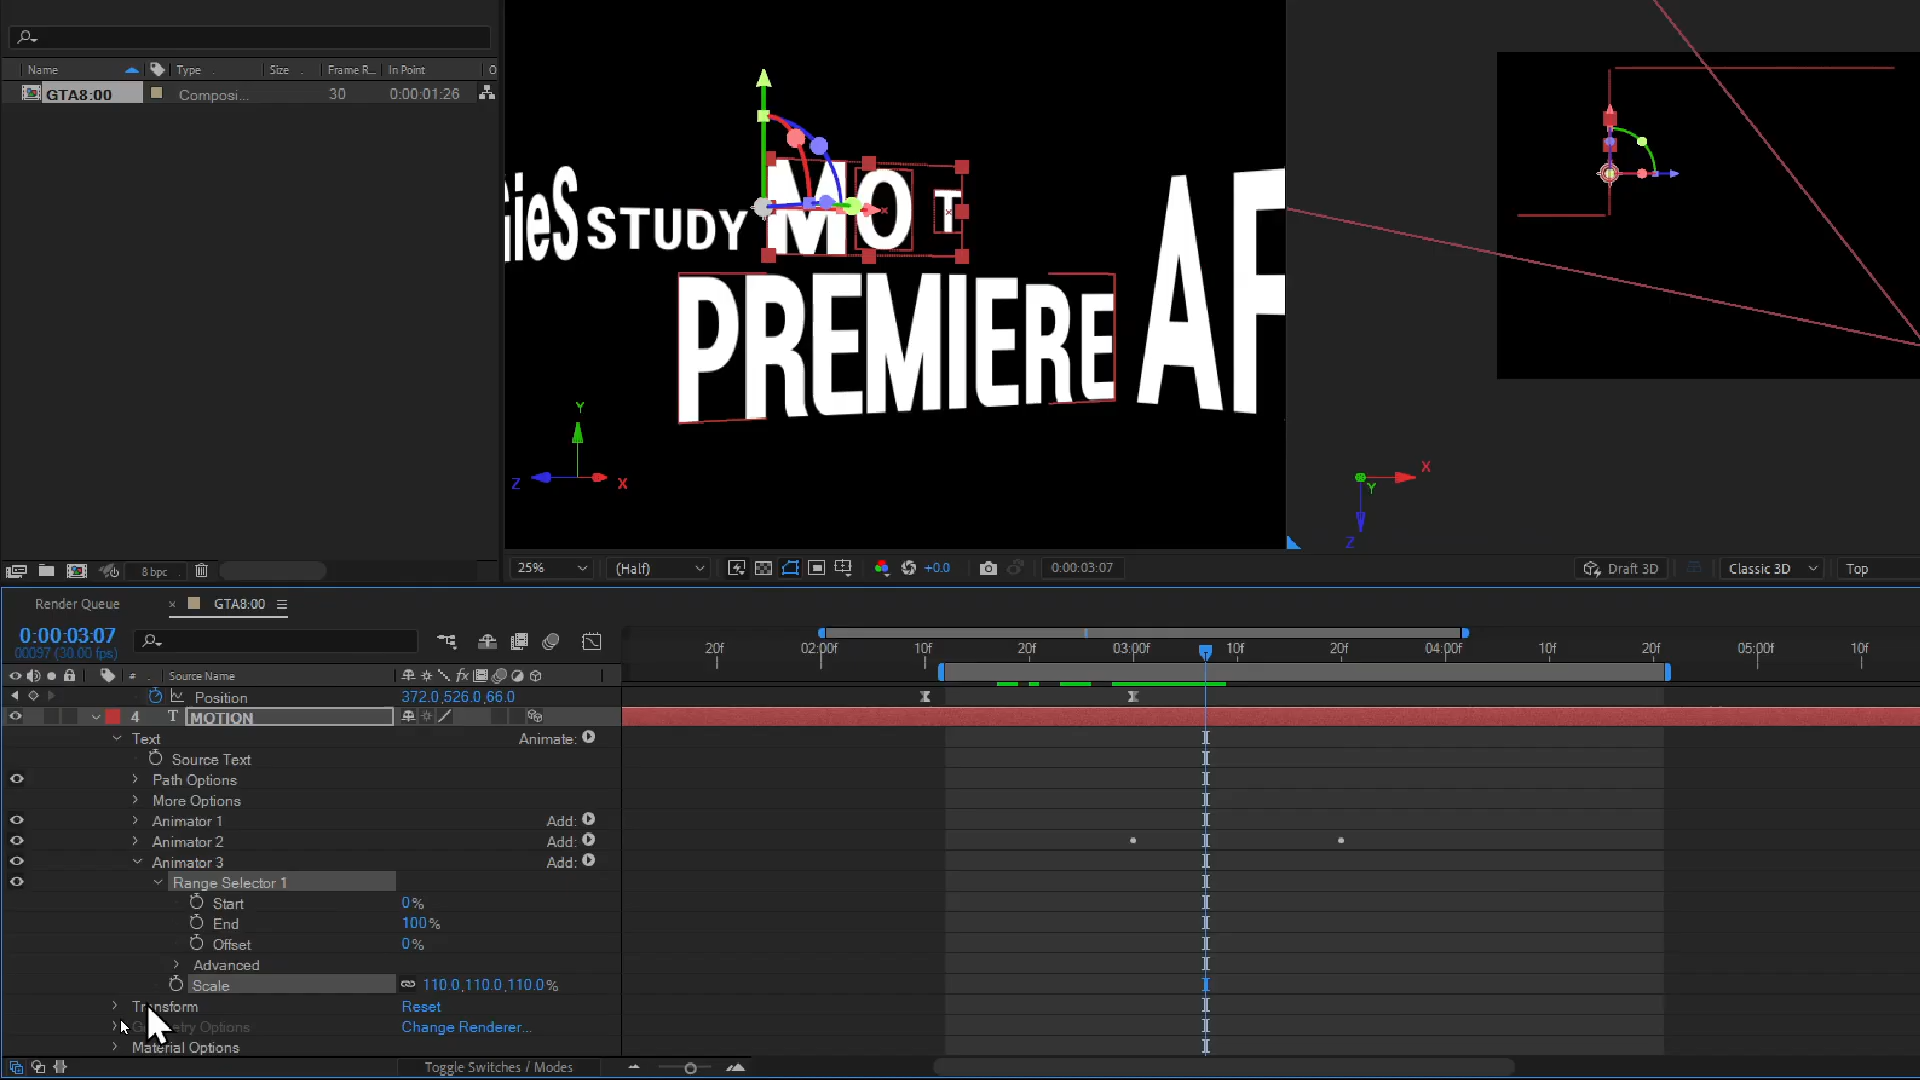 Name Type Size Frame R... In Point O
GTA8:00 Composi... 30 0:00:01:26
8 bpc
ieS STUDY MOT
PREMIERE AF
Y
Z X
X
Y
Z
25% (Half) +0.0 0:00:03:07 Draft 3D Classic 3D Top
Render Queue × GTA8:00
0:00:03:07
00097 (30.00 fps)
20f 02:00f 10f 20f 03:00f 10f 20f 04:00f 10f 20f 05:00f 10f
# Source Name fx
Position 372.0,526.0,66.0
4 T MOTION
Text Animate:
Source Text
Path Options
More Options
Animator 1 Add:
Animator 2 Add:
Animator 3 Add:
Range Selector 1
Start 0%
End 100%
Offset 0%
Advanced
Scale 110.0,110.0,110.0%
Transform Reset
Geometry Options Change Renderer...
Material Options
Toggle Switches / Modes